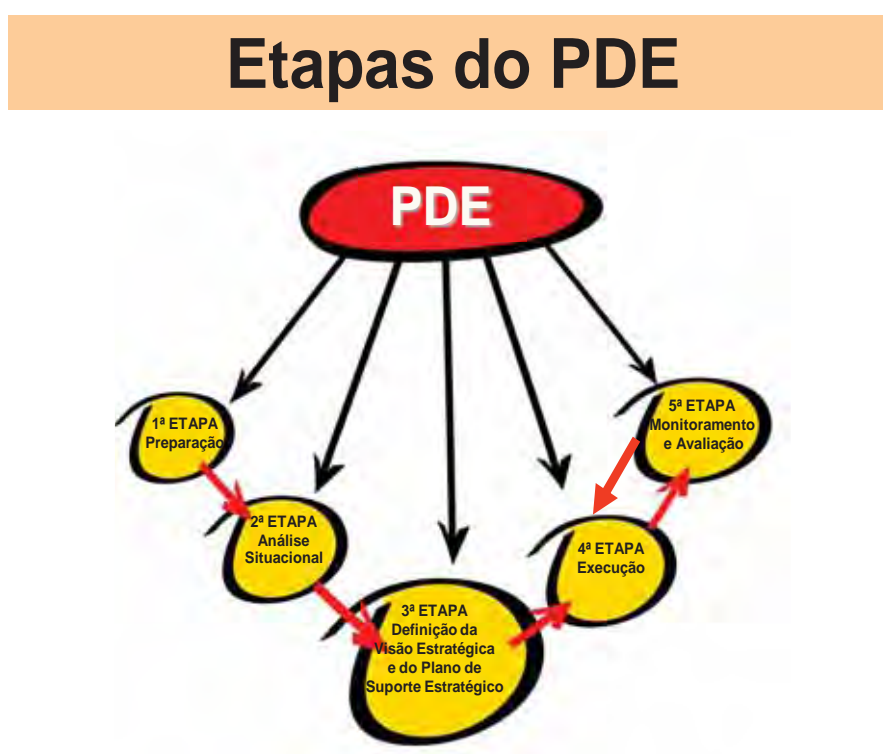 Etapas do PDE
PDE
1ª ETAPA
Preparação
2ª ETAPA
Análise
Situacional
3ª ETAPA
Definição da
Visão Estratégica
e do Plano de
Suporte Estratégico
4ª ETAPA
Execução
5ª ETAPA
Monitoramento
e Avaliação